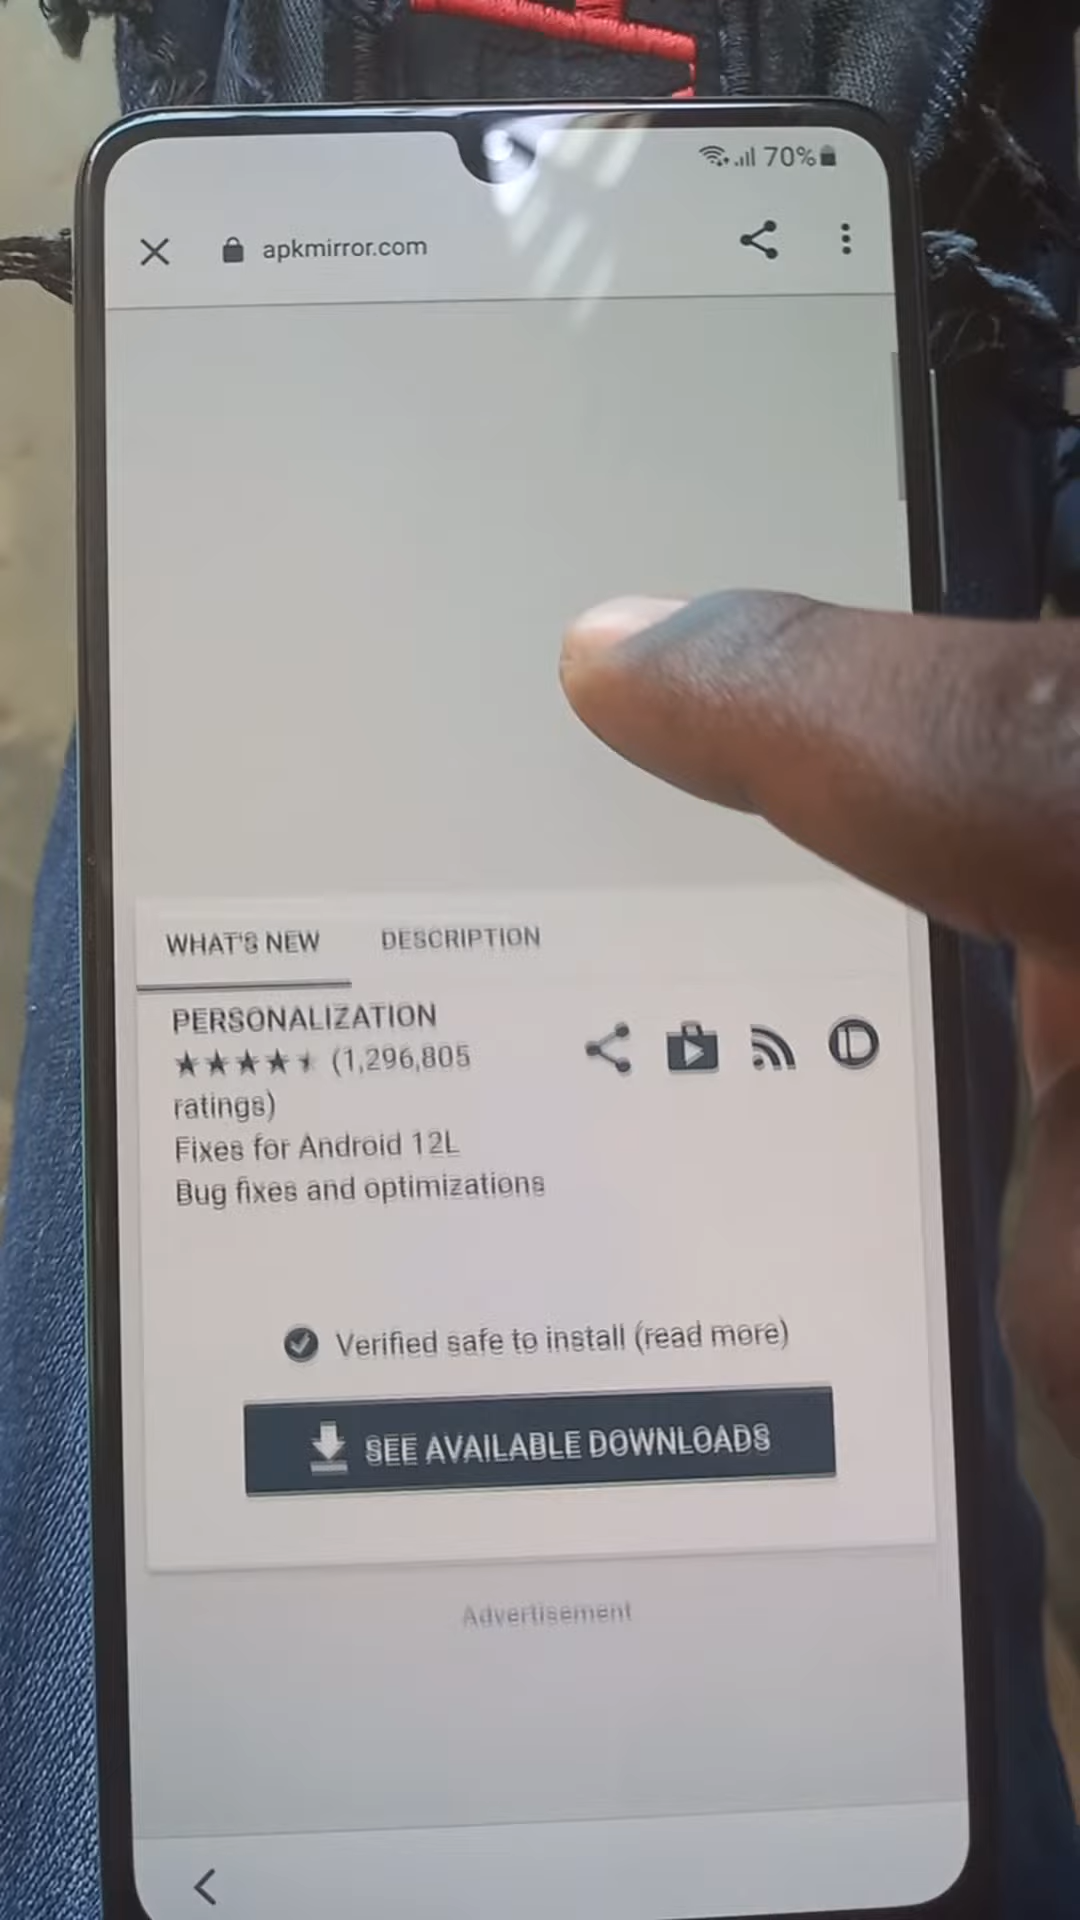 70%
apkmirror.com
WHAT'S NEW DESCRIPTION
PERSONALIZATION
(1,296,805
ratings)
Fixes for Android 12L
Bug fixes and optimizations
Verified safe to install (read more)
SEE AVAILABLE DOWNLOADS
Advertisement